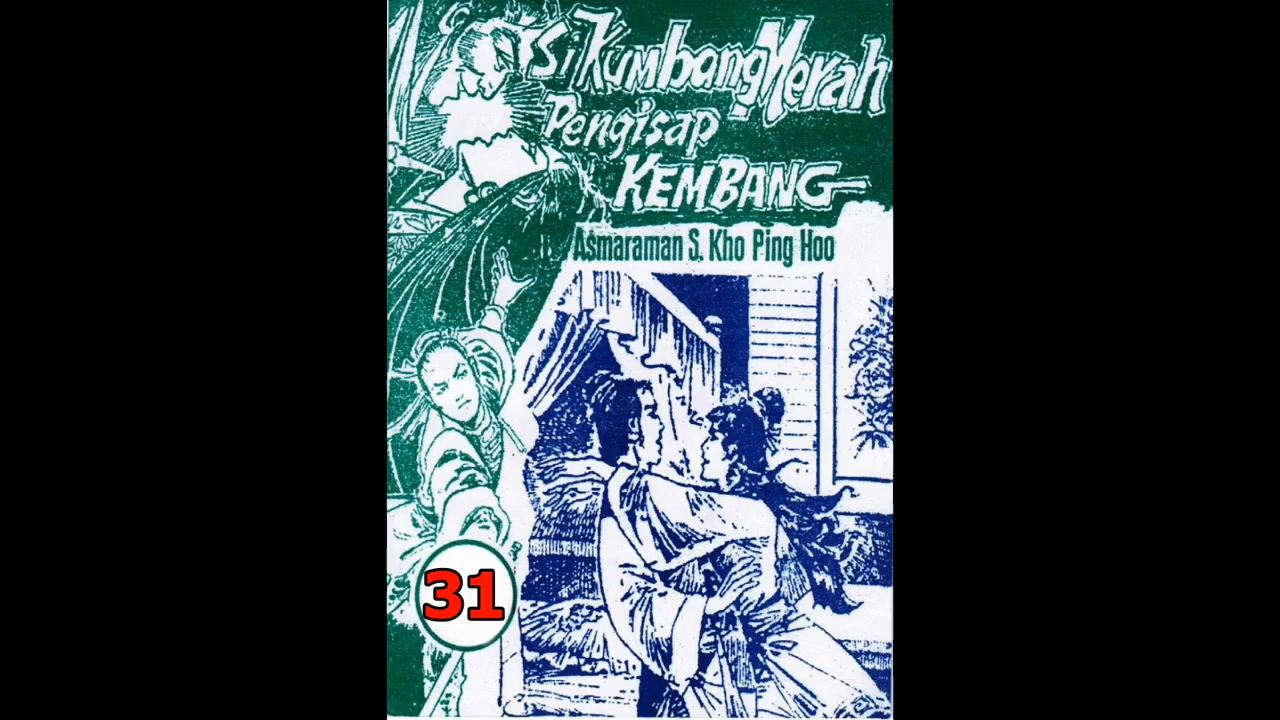 Si Kumbang Merah
Pengisap
KEMBANG
Asmaraman S. Kho Ping Hoo
31